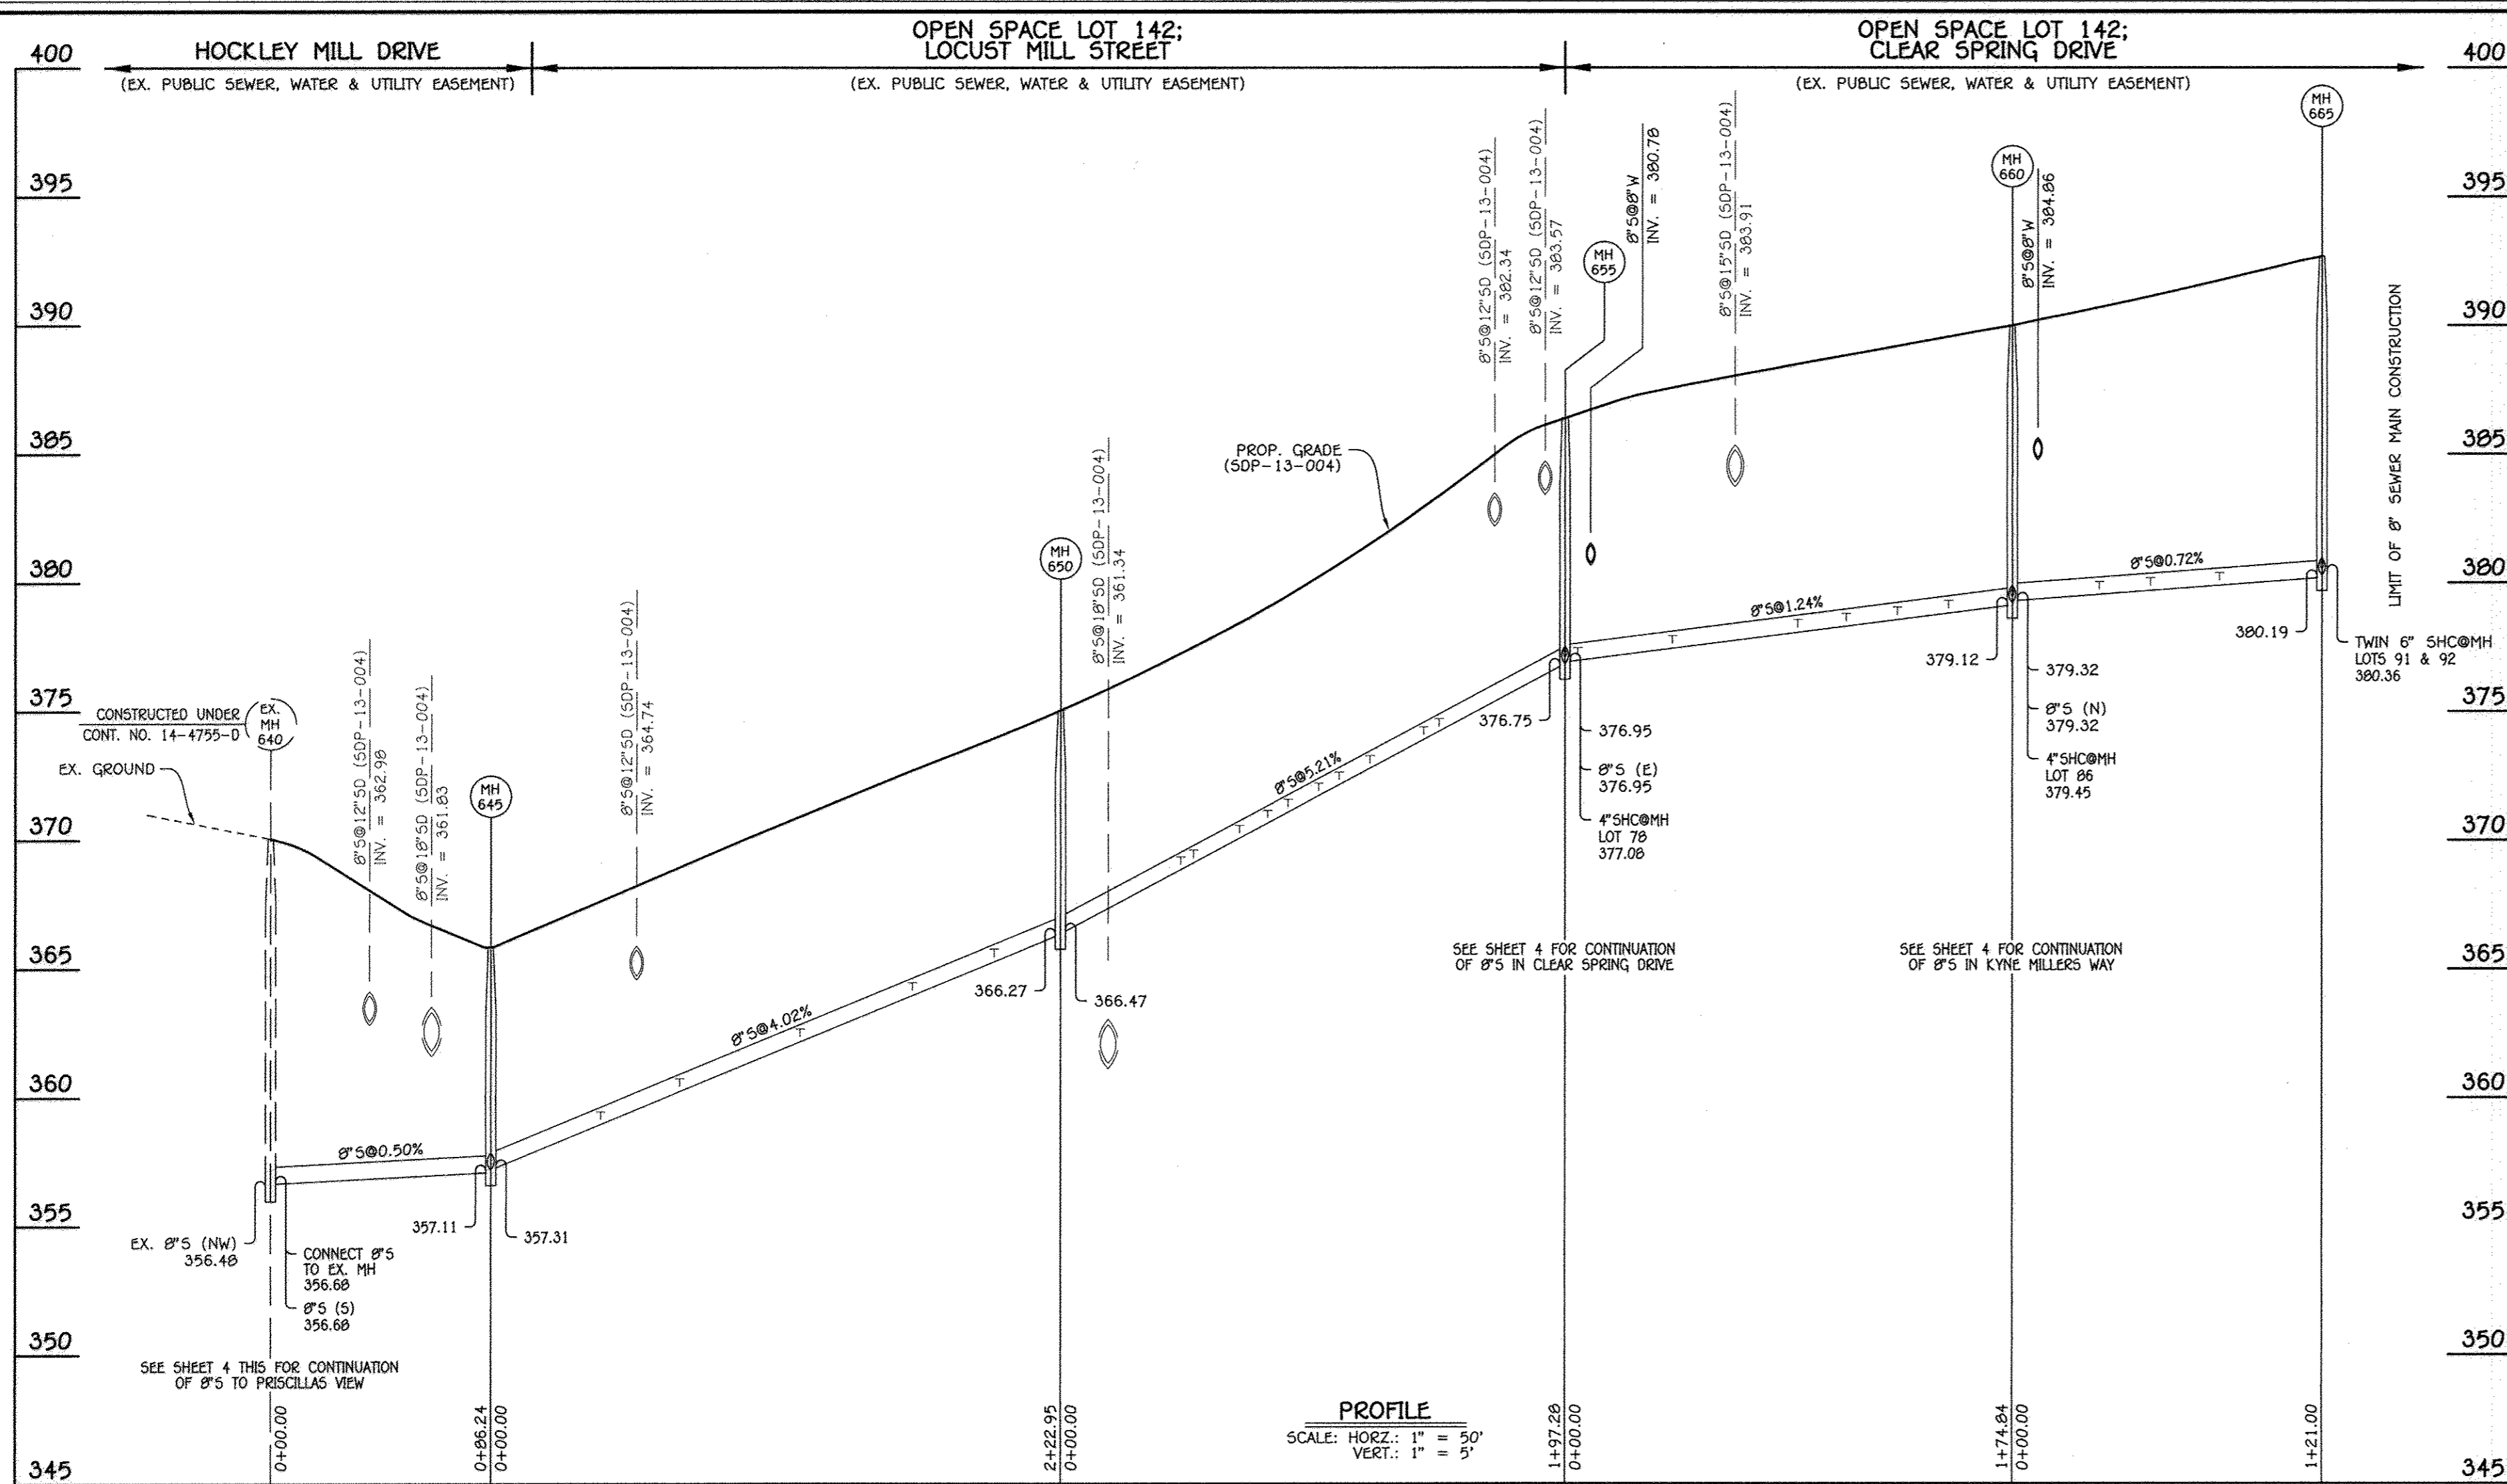 HOCKLEY MILL DRIVE
(EX. PUBLIC SEWER, WATER & UTILITY EASEMENT)
OPEN SPACE LOT 142;
LOCUST MILL STREET
(EX. PUBLIC SEWER, WATER & UTILITY EASEMENT)
OPEN SPACE LOT 142;
CLEAR SPRING DRIVE
(EX. PUBLIC SEWER, WATER & UTILITY EASEMENT)
400
395
390
385
380
375
370
365
360
355
350
345
CONSTRUCTED UNDER
CONT. NO. 14-4755-D
EX.
MH
640
EX. GROUND
8"S@12"SD (SDP-13-004)
INV. = 362.98
8"S@18"SD (SDP-13-004)
INV. = 361.83
MH
645
8"S@12"SD (SDP-13-004)
INV. = 364.74
MH
650
8"S@18"SD (SDP-13-004)
INV. = 361.34
PROP. GRADE
(SDP-13-004)
8"S@12"SD (SDP-13-004)
INV. = 382.34
8"S@12"SD (SDP-13-004)
INV. = 383.57
MH
655
8"S@8"W
INV. = 380.78
8"S@15"SD (SDP-13-004)
INV. = 383.91
MH
660
8"S@8"W
INV. = 384.86
MH
665
LIMIT OF 8" SEWER MAIN CONSTRUCTION
8"S@0.50%
8"S@4.02%
8"S@5.21%
8"S@1.24%
8"S@0.72%
EX. 8"S (NW)
356.48
CONNECT 8"S
TO EX. MH
356.68
8"S (S)
356.68
357.11
357.31
366.27
366.47
376.75
376.95
8"S (E)
376.95
4"SHC@MH
LOT 78
377.08
379.12
379.32
8"S (N)
379.32
4"SHC@MH
LOT 86
379.45
380.19
TWIN 6" SHC@MH
LOTS 91 & 92
380.36
SEE SHEET 4 THIS FOR CONTINUATION
OF 8"S TO PRISCILLAS VIEW
SEE SHEET 4 FOR CONTINUATION
OF 8"S IN CLEAR SPRING DRIVE
SEE SHEET 4 FOR CONTINUATION
OF 8"S IN KYNE MILLERS WAY
0+00.00
0+86.24
0+00.00
2+22.95
0+00.00
1+97.28
0+00.00
1+74.84
0+00.00
1+21.00
PROFILE
SCALE: HORZ.: 1" = 50'
VERT.: 1" = 5'
400
395
390
385
380
375
370
365
360
355
350
345